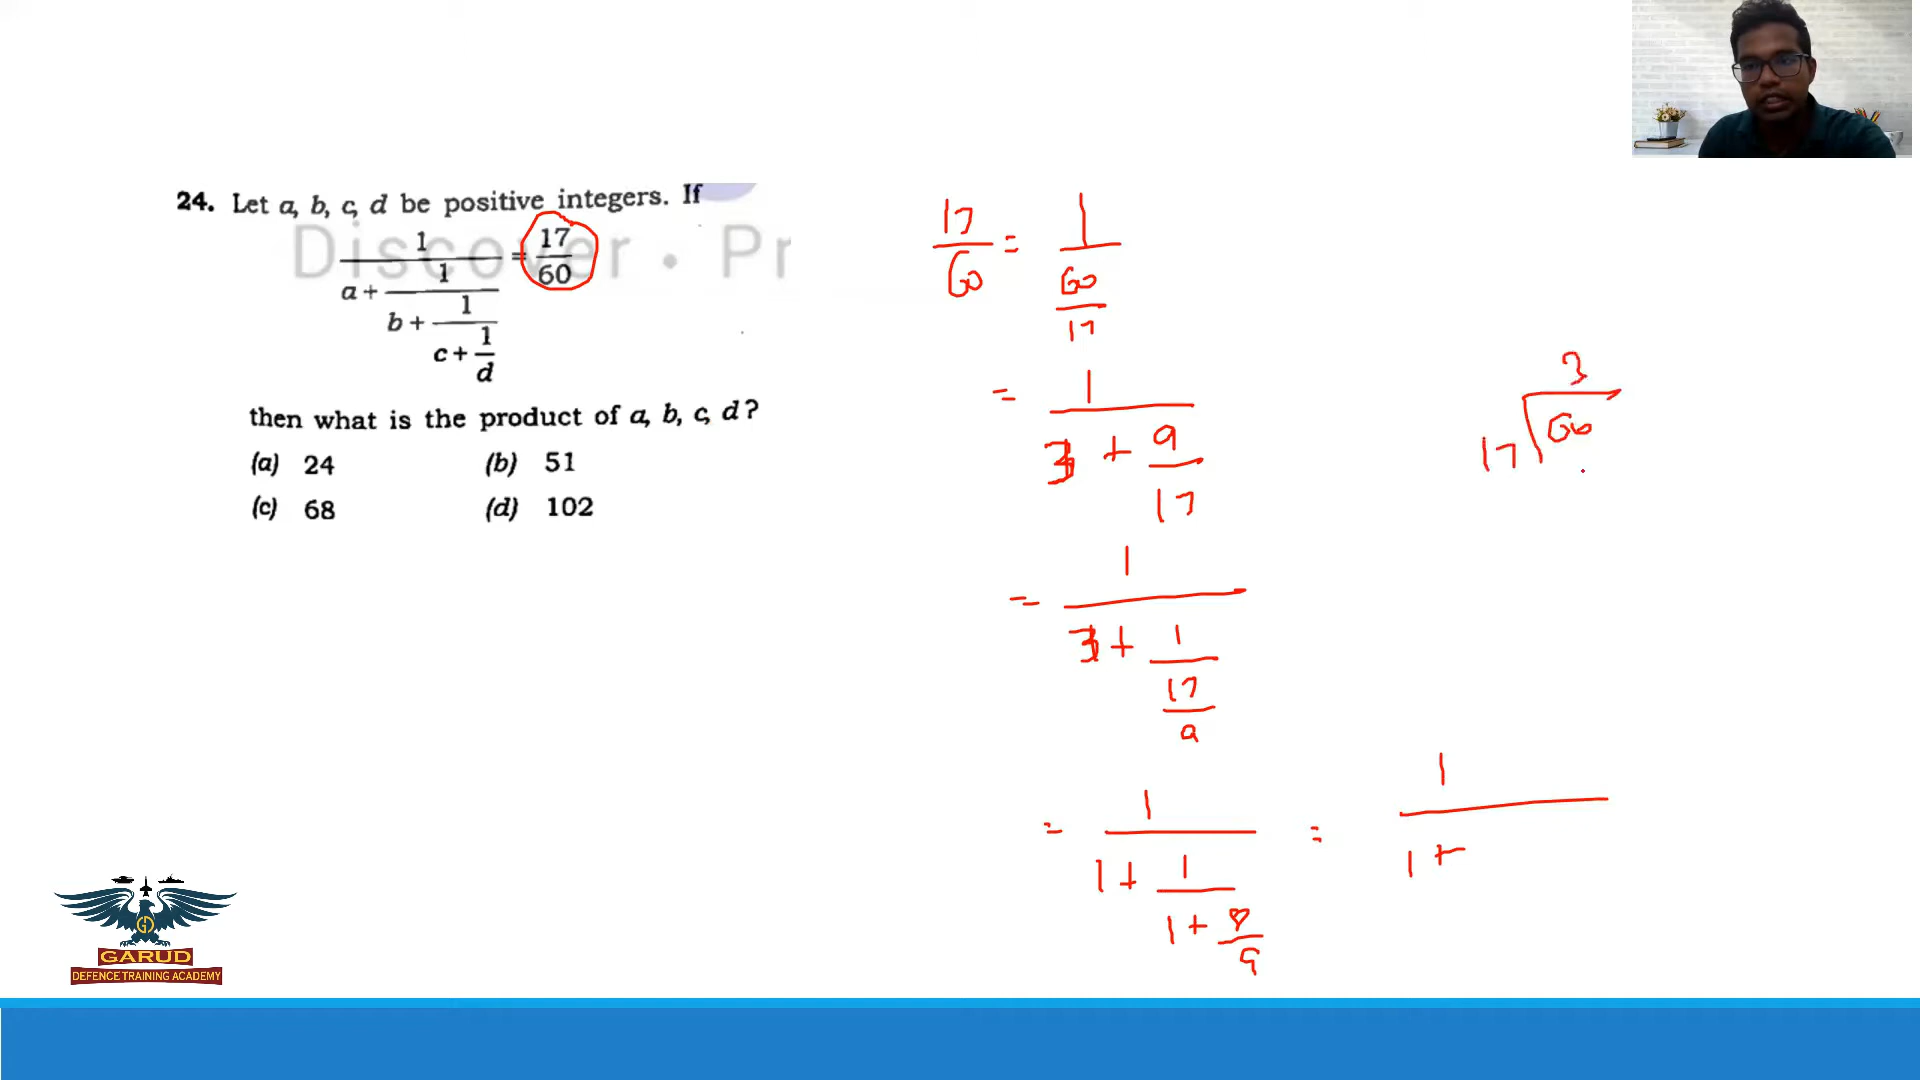 24. Let a, b, c, d be positive integers. If
Discover • Pr
1
a + 1
b + 1
c + 1
d
= 17
60
then what is the product of a, b, c, d?
(a) 24 (b) 51
(c) 68 (d) 102
17/60 = 1/(60/17)
= 1/(3 + 9/17)
= 1/(3 + 1/(17/9))
= 1/(1 + 1/(1 + 8/9)) = 1/(1 +
3
17 60
GD
GARUD
DEFENCE TRAINING ACADEMY